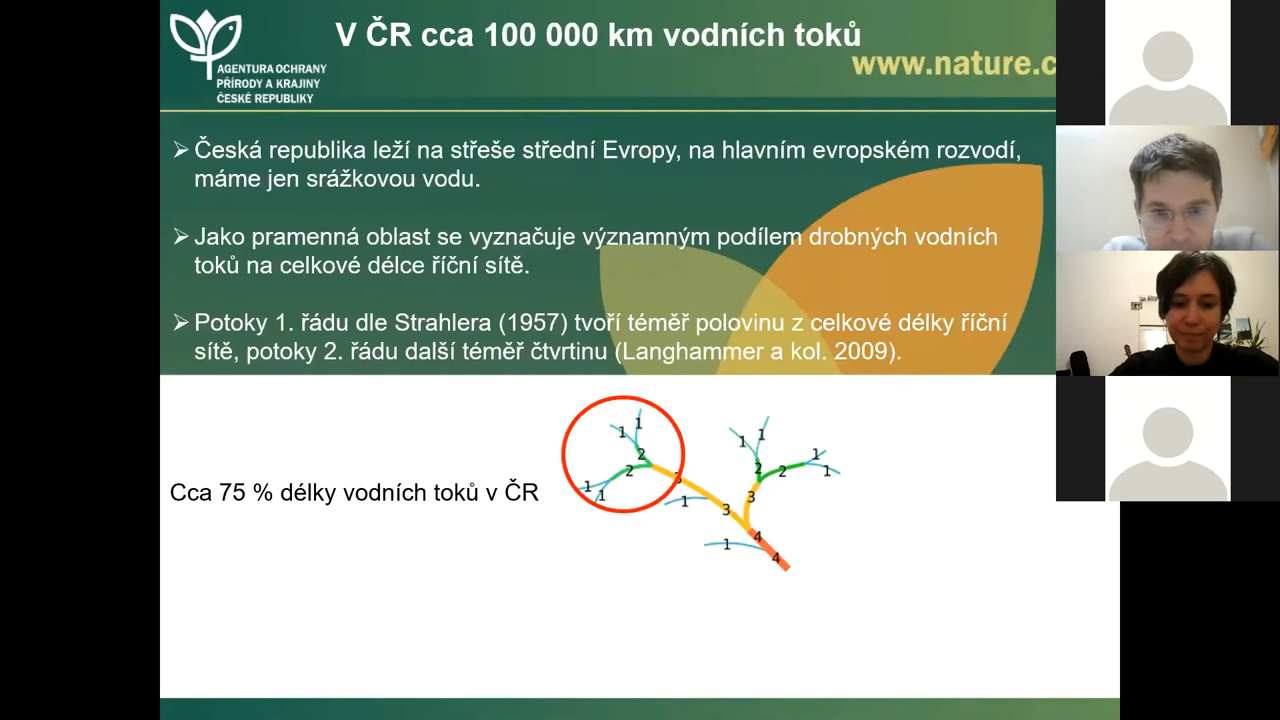 V ČR cca 100 000 km vodních toků
www.nature.c
AGENTURA OCHRANY
PŘÍRODY A KRAJINY
ČESKÉ REPUBLIKY
Česká republika leží na střeše střední Evropy, na hlavním evropském rozvodí,
máme jen srážkovou vodu.
Jako pramenná oblast se vyznačuje významným podílem drobných vodních
toků na celkové délce říční sítě.
Potoky 1. řádu dle Strahlera (1957) tvoří téměř polovinu z celkové délky říční
sítě, potoky 2. řádu další téměř čtvrtinu (Langhammer a kol. 2009).
1 1 1 1
2 2 1
2 2 1
1 1 3 3
1 3
1 4
4
Cca 75 % délky vodních toků v ČR